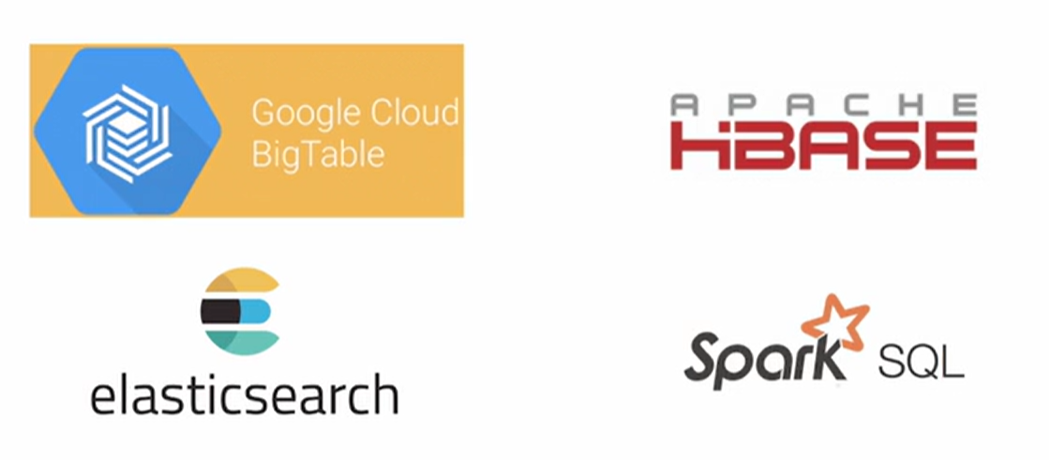 Google Cloud
BigTable
APACHE
HBASE
elasticsearch
Spark SQL